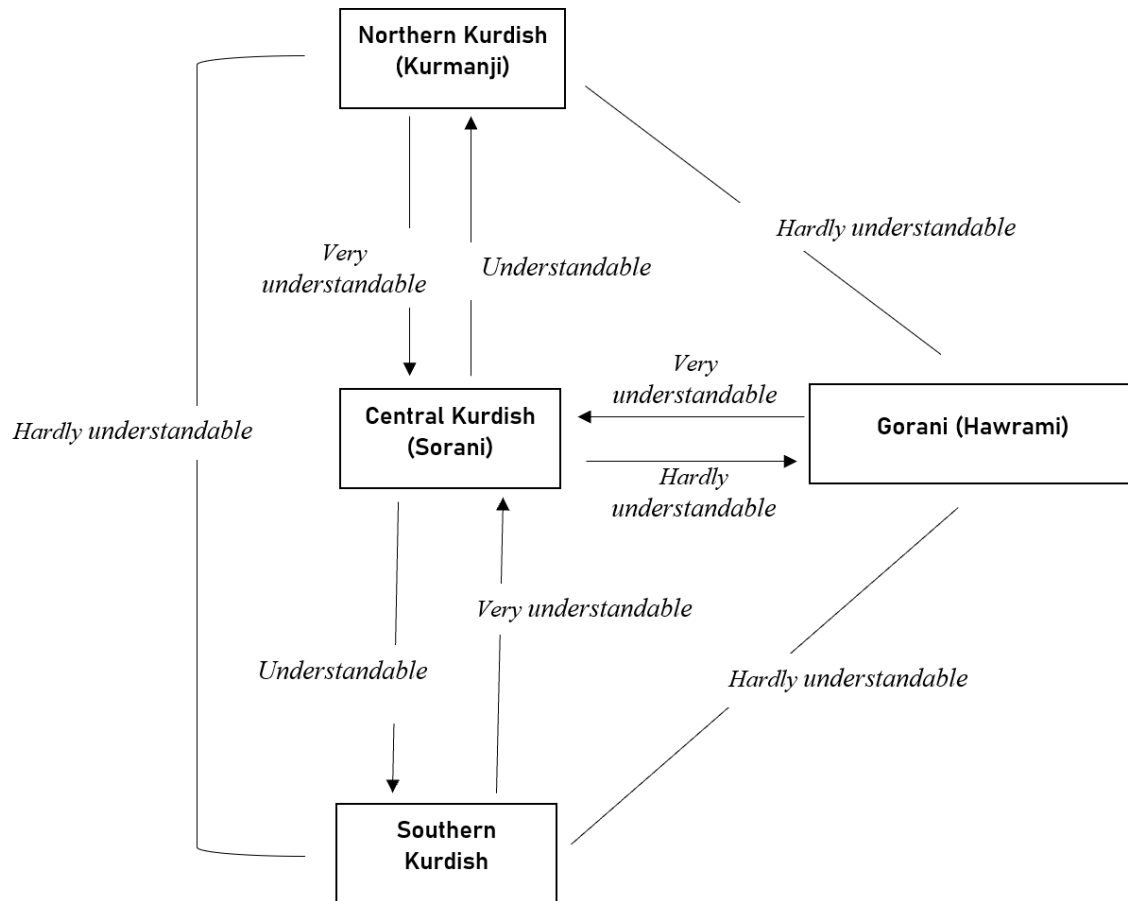 Northern Kurdish
(Kurmanji)
Hardly understandable
Very
understandable
Understandable
Very
understandable
Central Kurdish
(Sorani)
Gorani (Hawrami)
Hardly understandable
Hardly
understandable
Very understandable
Understandable
Hardly understandable
Southern
Kurdish